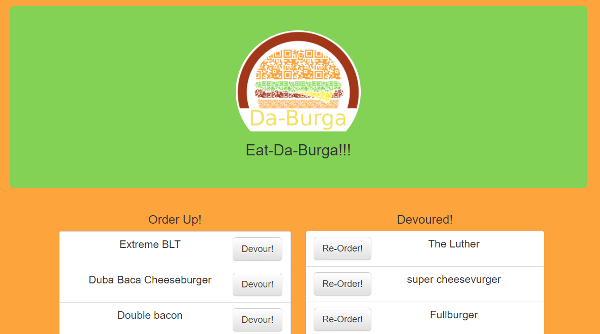 Da-Burga
Eat-Da-Burga!!!
Order Up!
Extreme BLT
Devour!
Duba Baca Cheeseburger
Devour!
Double bacon
Devour!
Devoured!
Re-Order!
The Luther
Re-Order!
super cheesevurger
Re-Order!
Fullburger